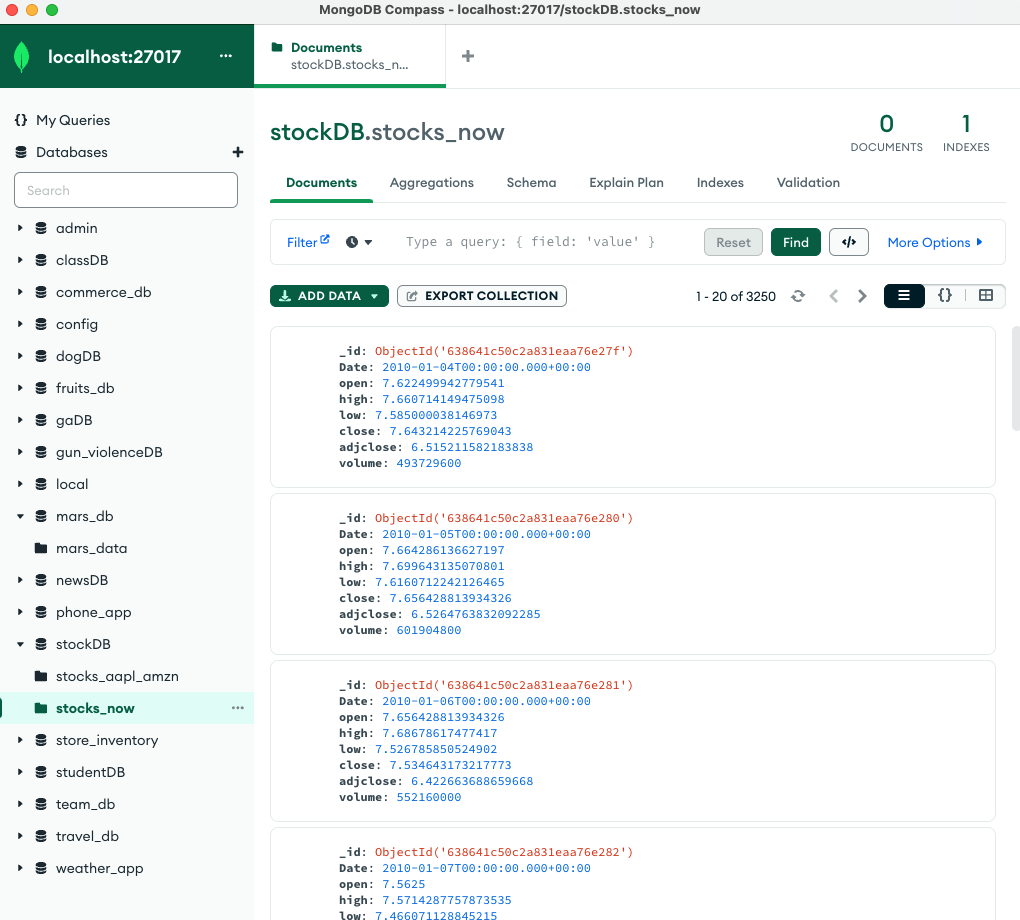 MongoDB Compass - localhost:27017/stockDB.stocks_now
localhost:27017
...
Documents
stockDB.stocks_n...
+
{} My Queries
Databases +
Search
admin
classDB
commerce_db
config
dogDB
fruits_db
gaDB
gun_violenceDB
local
mars_db
mars_data
newsDB
phone_app
stockDB
stocks_aapl_amzn
stocks_now ...
store_inventory
studentDB
team_db
travel_db
weather_app
stockDB.stocks_now
0
DOCUMENTS
1
INDEXES
Documents Aggregations Schema Explain Plan Indexes Validation
Filter Type a query: { field: 'value' } Reset Find </> More Options
ADD DATA EXPORT COLLECTION 1 - 20 of 3250 {}
_id: ObjectId('638641c50c2a831eaa76e27f')
Date: 2010-01-04T00:00:00.000+00:00
open: 7.622499942779541
high: 7.660714149475098
low: 7.585000038146973
close: 7.643214225769043
adjclose: 6.515211582183838
volume: 493729600
_id: ObjectId('638641c50c2a831eaa76e280')
Date: 2010-01-05T00:00:00.000+00:00
open: 7.664286136627197
high: 7.699643135070801
low: 7.6160712242126465
close: 7.656428813934326
adjclose: 6.5264763832092285
volume: 601904800
_id: ObjectId('638641c50c2a831eaa76e281')
Date: 2010-01-06T00:00:00.000+00:00
open: 7.656428813934326
high: 7.68678617477417
low: 7.526785850524902
close: 7.534643173217773
adjclose: 6.422663688659668
volume: 552160000
_id: ObjectId('638641c50c2a831eaa76e282')
Date: 2010-01-07T00:00:00.000+00:00
open: 7.5625
high: 7.5714287757873535
low: 7.466071128845215